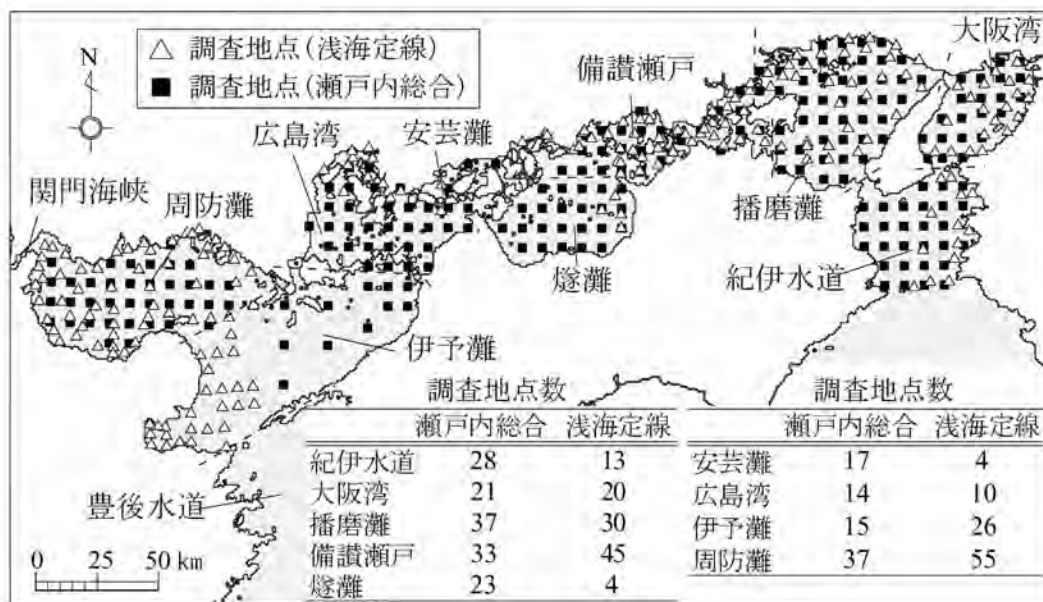 N
△ 調査地点(浅海定線)
■ 調査地点(瀬戸内総合)
大阪湾
備讃瀬戸
広島湾
安芸灘
関門海峡
周防灘
播磨灘
燧灘
紀伊水道
伊予灘
豊後水道
0 25 50 km
調査地点数
瀬戸内総合 浅海定線
紀伊水道 28 13
大阪湾 21 20
播磨灘 37 30
備讃瀬戸 33 45
燧灘 23 4
調査地点数
瀬戸内総合 浅海定線
安芸灘 17 4
広島湾 14 10
伊予灘 15 26
周防灘 37 55